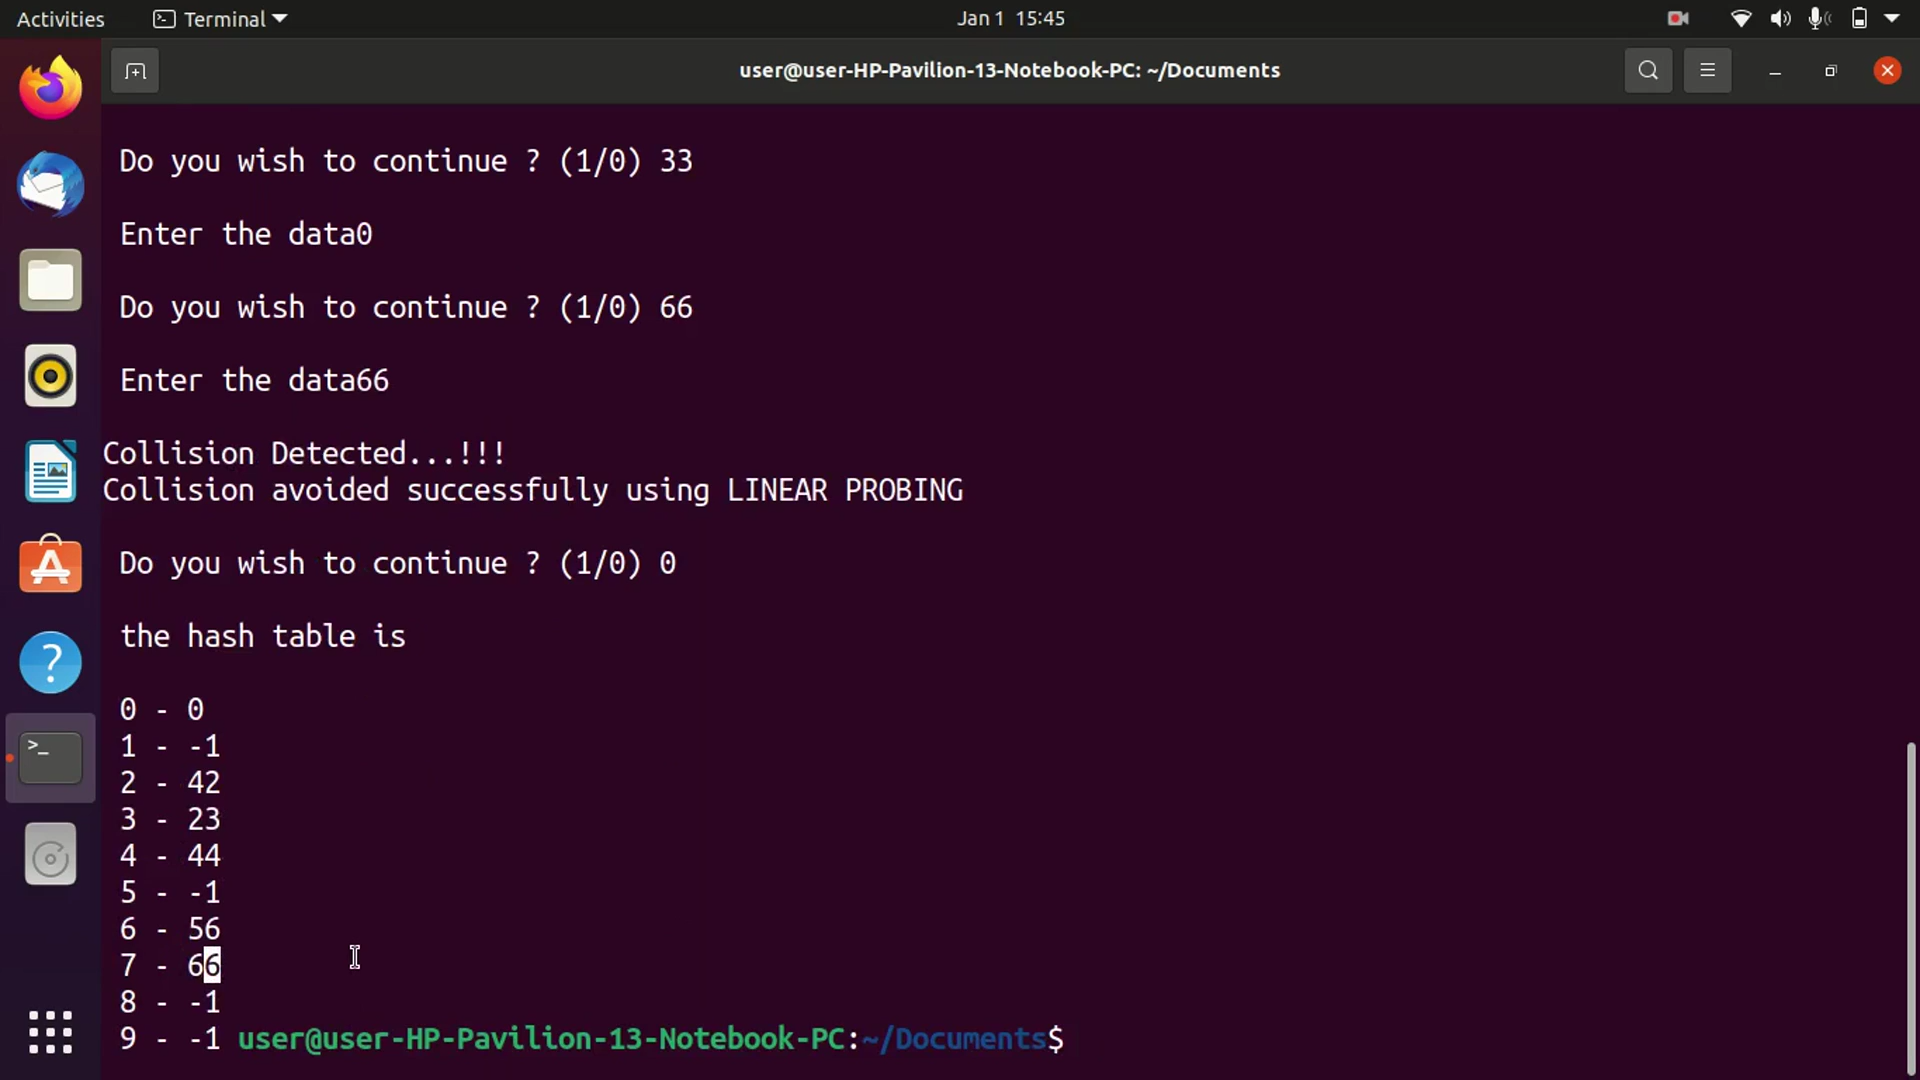 Activities Terminal Jan 1 15:45
user@user-HP-Pavilion-13-Notebook-PC: ~/Documents
Do you wish to continue ? (1/0) 33
Enter the data0
Do you wish to continue ? (1/0) 66
Enter the data66
Collision Detected...!!!
Collision avoided successfully using LINEAR PROBING
Do you wish to continue ? (1/0) 0
the hash table is
0 - 0
1 - -1
2 - 42
3 - 23
4 - 44
5 - -1
6 - 56
7 - 66
8 - -1
9 - -1 user@user-HP-Pavilion-13-Notebook-PC:~/Documents$